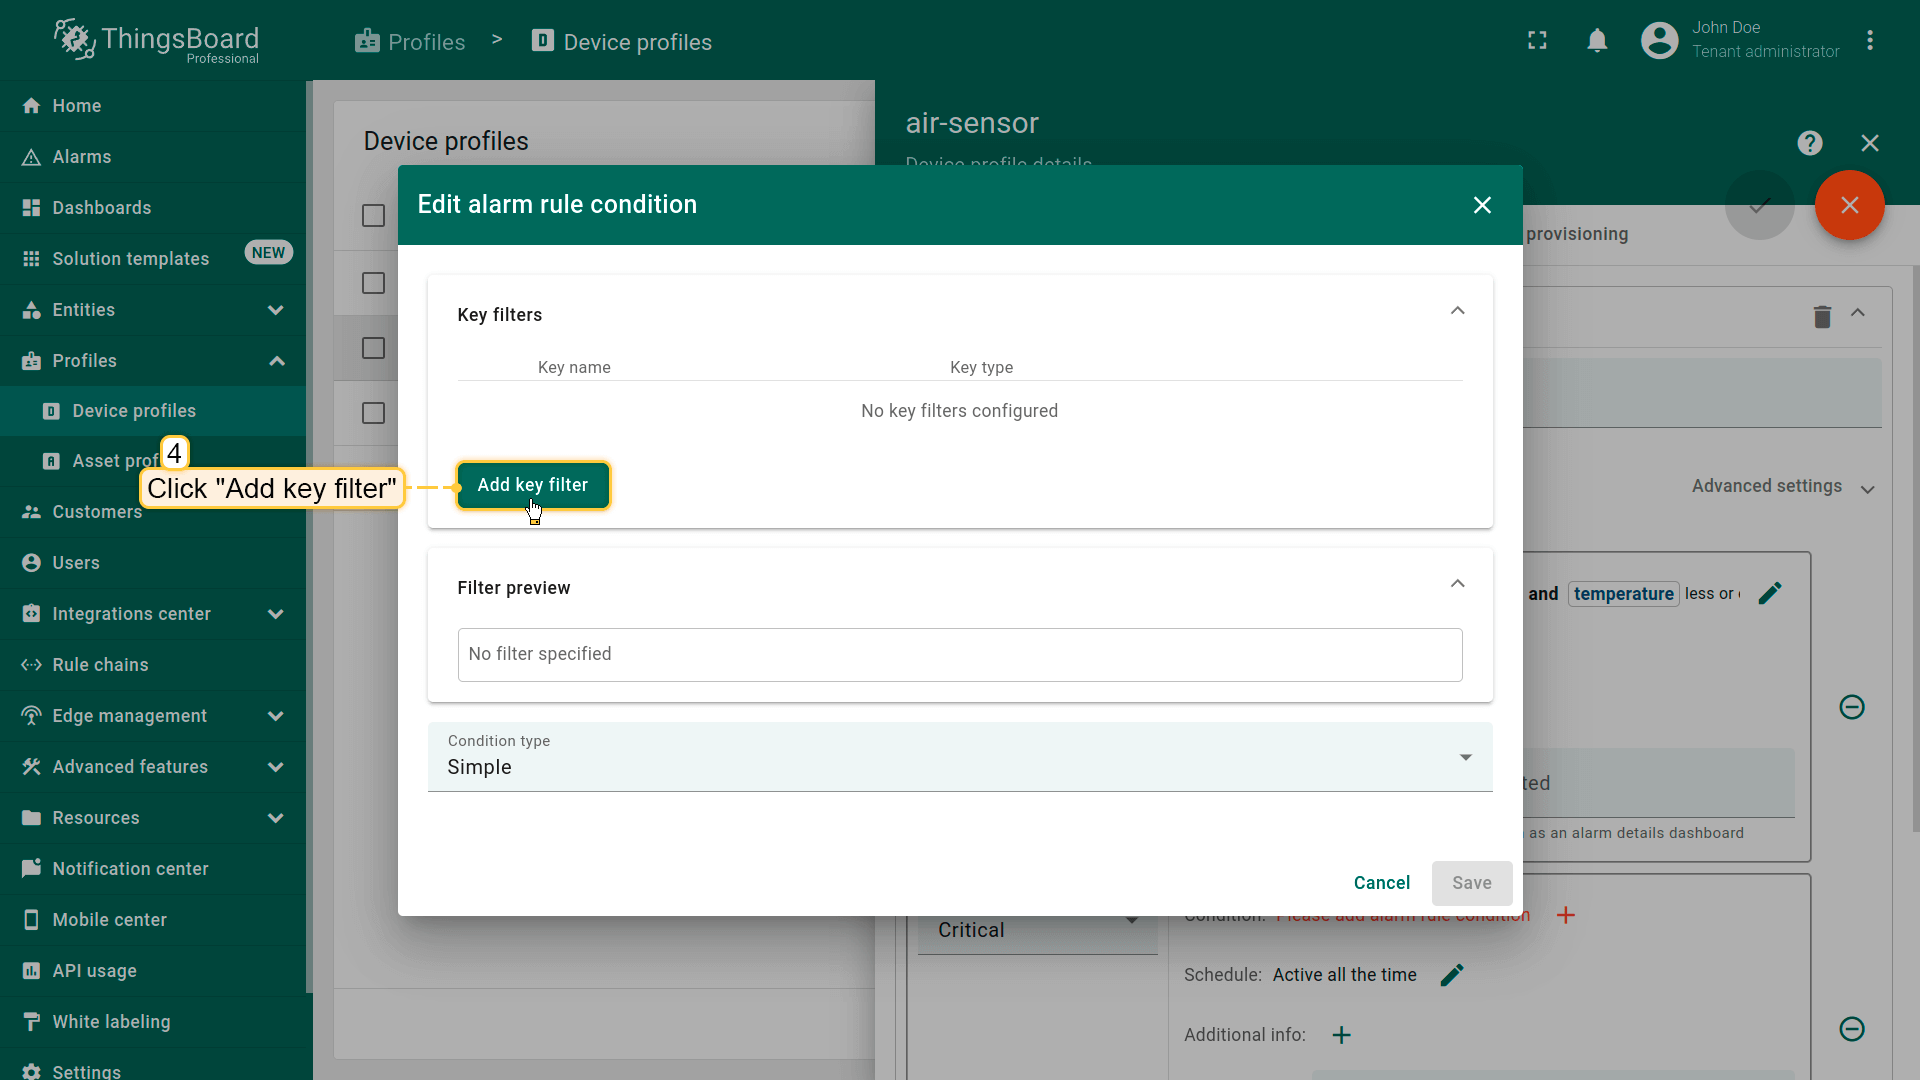 ThingsBoard
Professional
Profiles > Device profiles
John Doe
Tenant administrator
Home
Alarms
Dashboards
Solution templates NEW
Entities
Profiles
Device profiles
Asset prof
Customers
Users
Integrations center
Rule chains
Edge management
Advanced features
Resources
Notification center
Mobile center
API usage
White labeling
Settings
Device profiles
air-sensor
Device profile details
provisioning
Edit alarm rule condition
Key filters
Key name Key type
No key filters configured
4
Click "Add key filter"
Add key filter
Filter preview
No filter specified
Condition type
Simple
Cancel Save
Advanced settings
and temperature less or
ted
as an alarm details dashboard
Critical
Condition: Please add alarm rule condition
Schedule: Active all the time
Additional info: